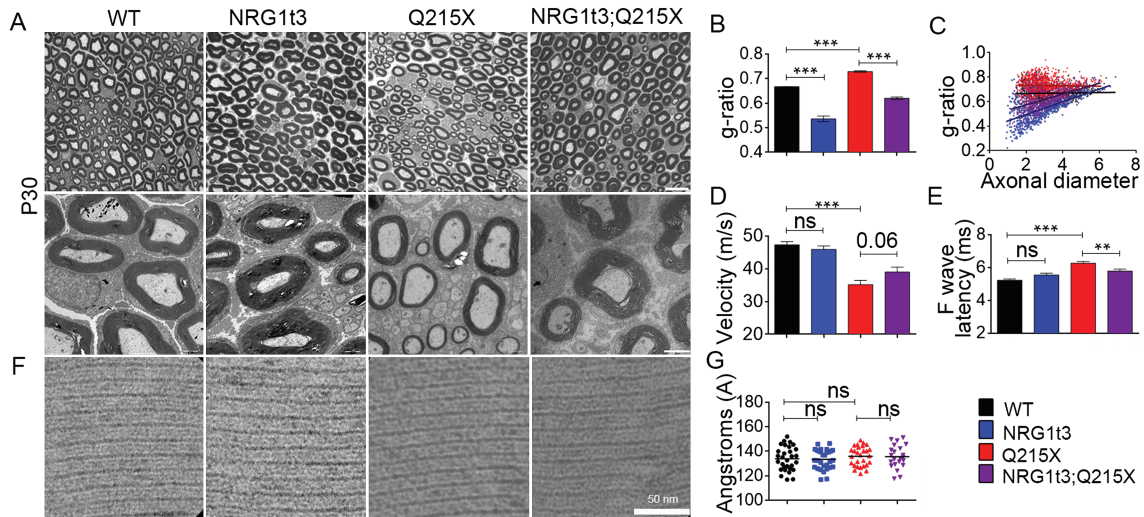 A
WT
NRG1t3
Q215X
NRG1t3;Q215X
P30
B
g-ratio
0.8
0.7
0.6
0.5
0.4
***
***
***
C
g-ratio
1.0
0.8
0.6
0.4
0.2
0 2 4 6 8
Axonal diameter
D
Velocity (m/s)
50
40
30
20
***
ns
0.06
E
F wave
latency (ms)
8
6
4
2
***
ns
**
F
50 nm
G
Angstroms (A)
180
160
140
120
100
ns
ns
ns
WT
NRG1t3
Q215X
NRG1t3;Q215X